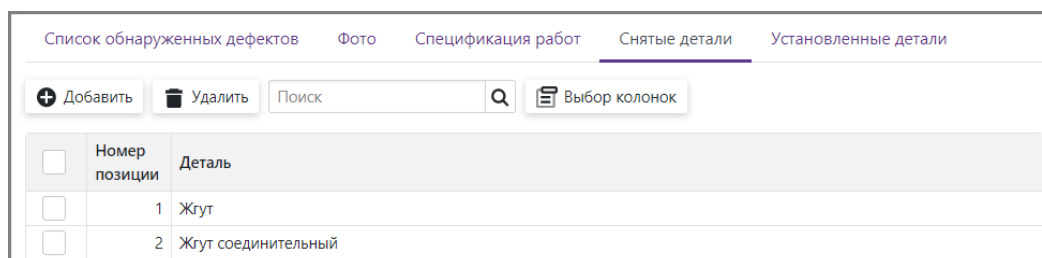 Список обнаруженных дефектов Фото Спецификация работ Снятые детали Установленные детали
Добавить Удалить Поиск Выбор колонок
Номер позиции Деталь
1 Жгут
2 Жгут соединительный